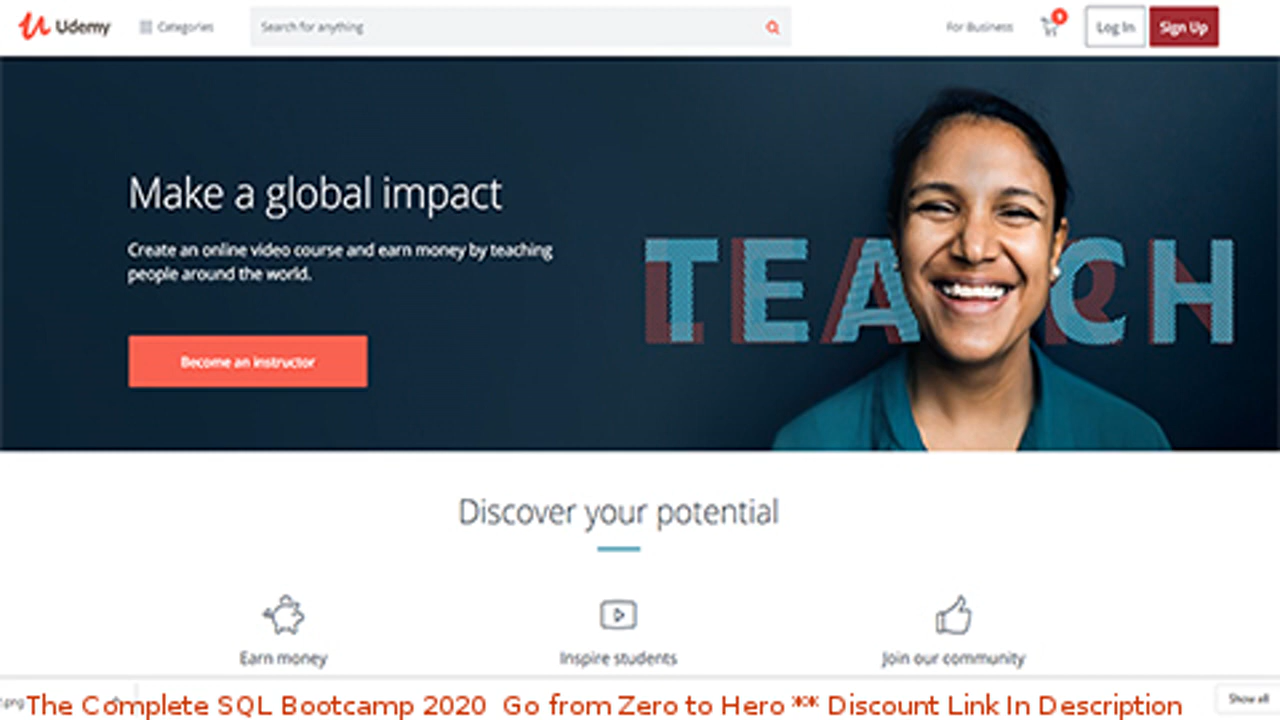 Udemy
Categories
Search for anything
For Business
Log In
Sign Up
Make a global impact
Create an online video course and earn money by teaching
people around the world.
Become an instructor
TEACH
Discover your potential
Earn money
Inspire students
Join our community
.png
Show all
The Complete SQL Bootcamp 2020 Go from Zero to Hero ** Discount Link In Description